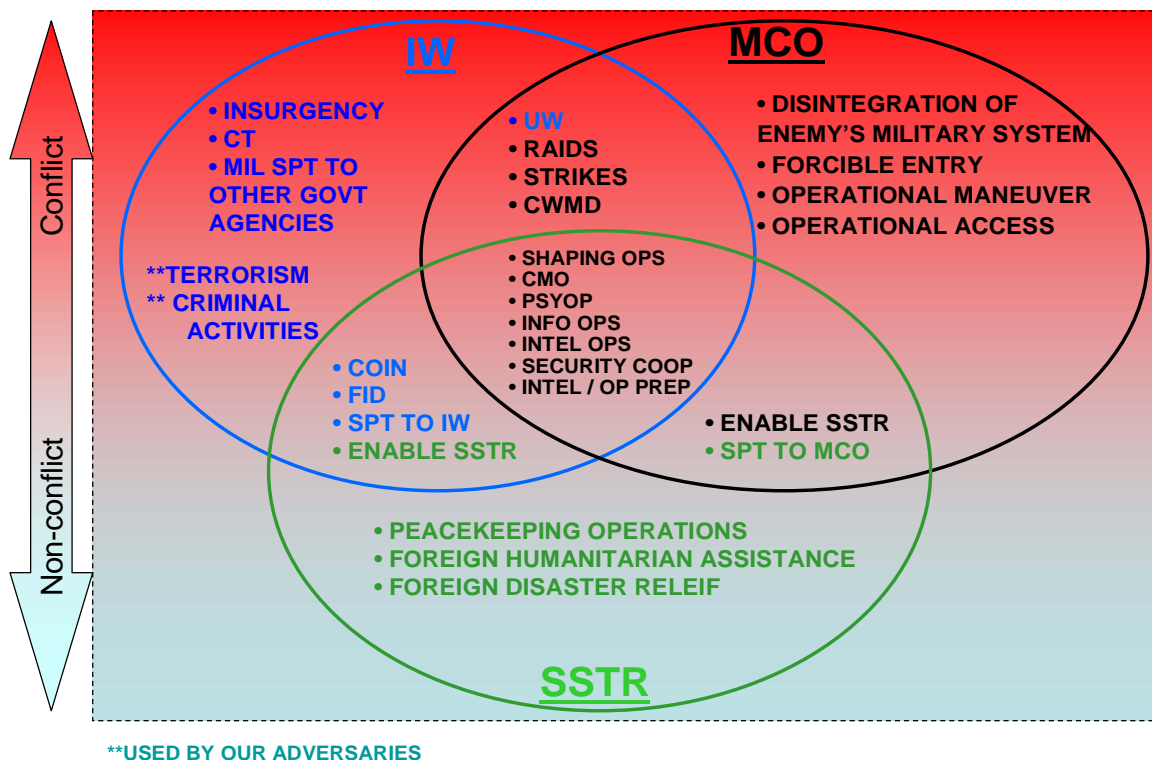 IW
MCO
Conflict
Non-conflict
• INSURGENCY
• CT
• MIL SPT TO
OTHER GOVT
AGENCIES
**TERRORISM
** CRIMINAL
ACTIVITIES
• UW
• RAIDS
• STRIKES
• CWMD
• DISINTEGRATION OF
ENEMY'S MILITARY SYSTEM
• FORCIBLE ENTRY
• OPERATIONAL MANEUVER
• OPERATIONAL ACCESS
• SHAPING OPS
• CMO
• PSYOP
• INFO OPS
• INTEL OPS
• SECURITY COOP
• INTEL / OP PREP
• COIN
• FID
• SPT TO IW
• ENABLE SSTR
• ENABLE SSTR
• SPT TO MCO
• PEACEKEEPING OPERATIONS
• FOREIGN HUMANITARIAN ASSISTANCE
• FOREIGN DISASTER RELEIF
SSTR
**USED BY OUR ADVERSARIES